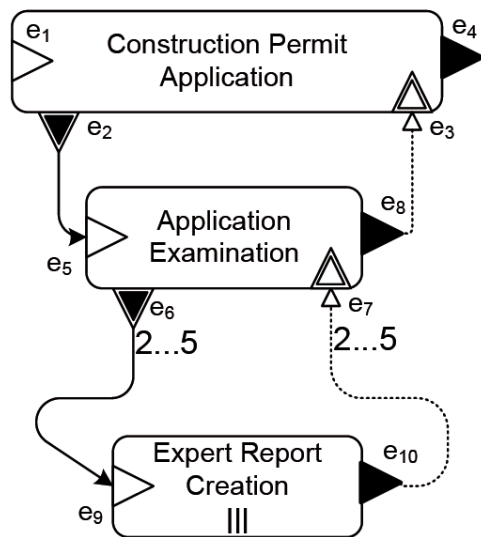 e1
Construction Permit
Application
e4
e2
e3
Application
Examination
e8
e5
e6
e7
2...5
2...5
Expert Report
Creation
e10
e9